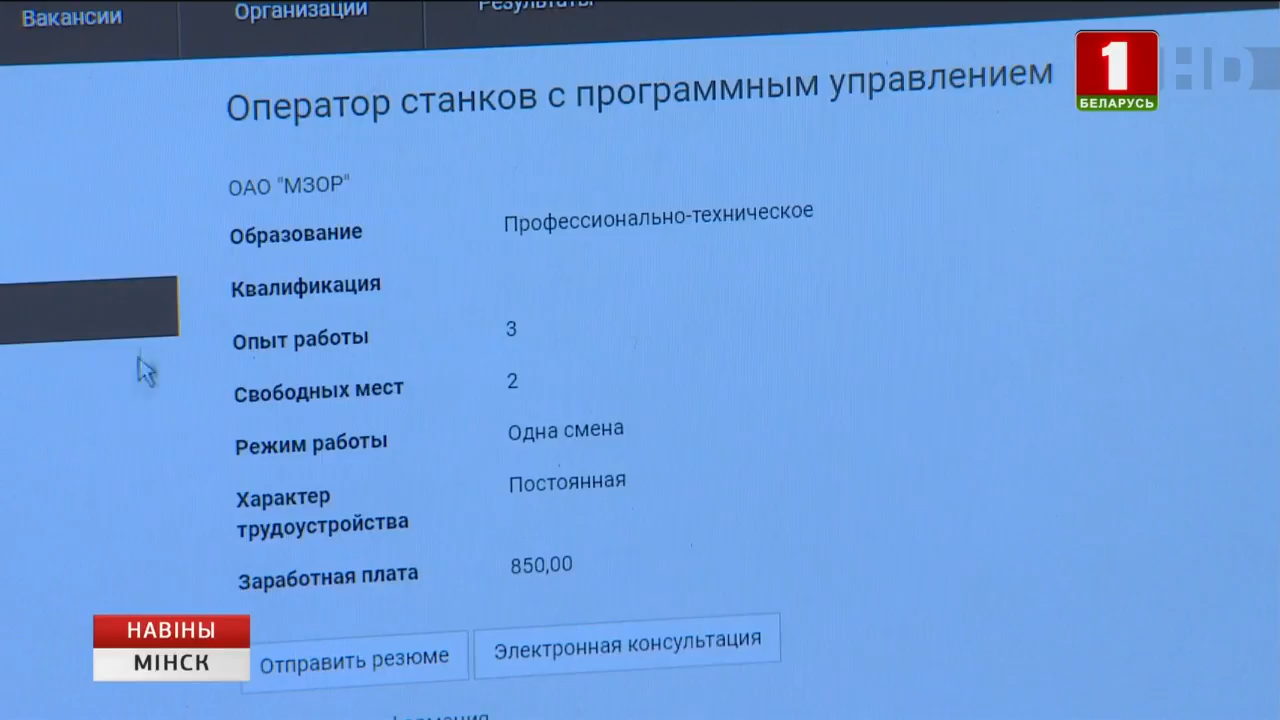 Вакансии
Организации
Результаты
Оператор станков с программным управлением
1
БЕЛАРУСЬ
HD
ОАО "МЗОР"
Образование Профессионально-техническое
Квалификация
Опыт работы 3
Свободных мест 2
Режим работы Одна смена
Характер Постоянная
трудоустройства
Заработная плата 850,00
НАВІНЫ
МІНСК
Отправить резюме
Электронная консультация